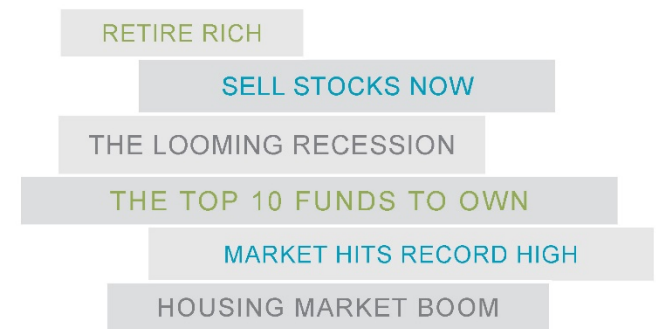 RETIRE RICH
SELL STOCKS NOW
THE LOOMING RECESSION
THE TOP 10 FUNDS TO OWN
MARKET HITS RECORD HIGH
HOUSING MARKET BOOM